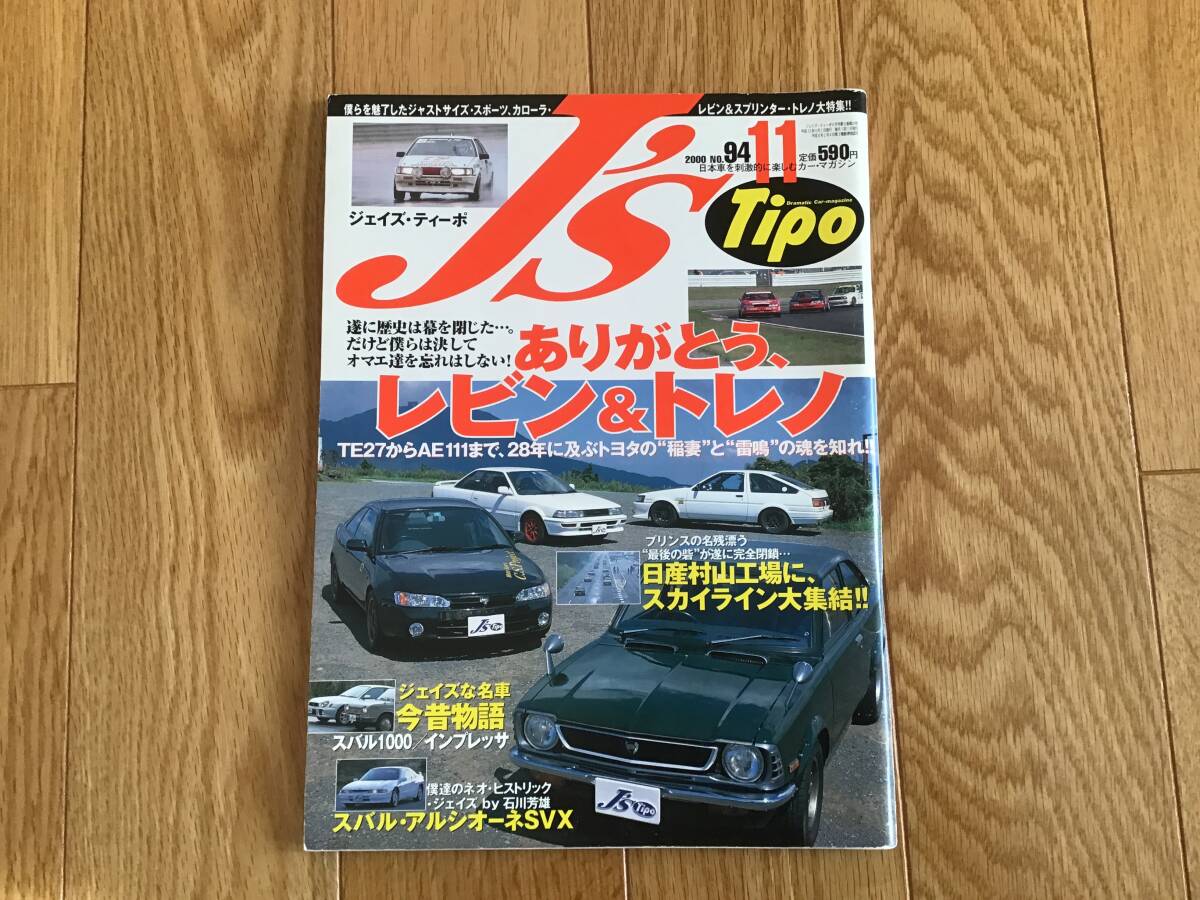 僕らを魅了したジャストサイズ・スポーツ、カローラ・
レビン&スプリンター・トレノ大特集!!
J's
ジェイズ・ティーポ
2000 NO.94
11
定価590円
日本車を刺激的に楽しむカー・マガジン
Dramatic Car-magazine
Tipo
遂に歴史は幕を閉じた…。
だけど僕らは決して
オマエ達を忘れはしない!
ありがとう、
レビン&トレノ
TE27からAE111まで、28年に及ぶトヨタの“稲妻”と“雷鳴”の魂を知れ!!
プリンスの名残漂う
“最後の砦”が遂に完全閉鎖…
日産村山工場に、
スカイライン大集結!!
J's Tipo
ジェイズな名車
今昔物語
スバル1000/インプレッサ
僕達のネオ・ヒストリック
・ジェイズ by 石川芳雄
スバル・アルシオーネSVX
J's Tipo